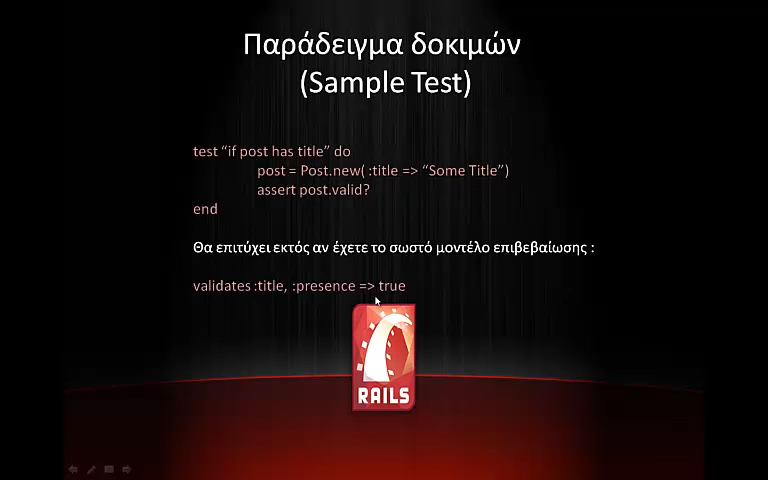 Παράδειγμα δοκιμών
(Sample Test)
test “if post has title” do
post = Post.new( :title => “Some Title”)
assert post.valid?
end
Θα επιτύχει εκτός αν έχετε το σωστό μοντέλο επιβεβαίωσης :
validates :title, :presence => true
RAILS